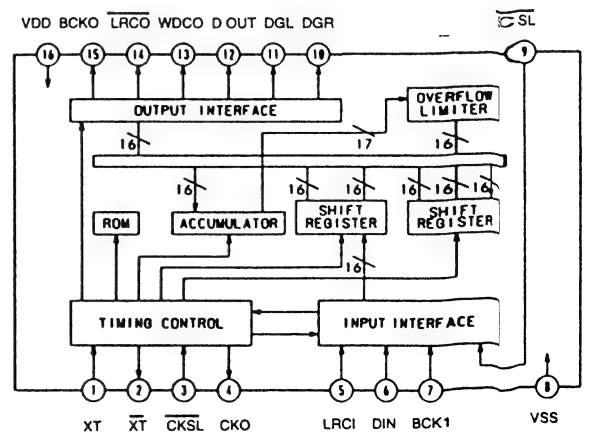 VDD BCKO LRCO WDCO D OUT DGL DGR SL
16 15 14 13 12 11 10 9
OUTPUT INTERFACE
OVERFLOW
LIMITER
16 17 16
16 16 16 16 16 16
ROM ACCUMULATOR SHIFT
REGISTER
SHIFT
REGISTER
16
TIMING CONTROL INPUT INTERFACE
1 2 3 4 5 6 7 8
XT XT CKSL CKO LRCI DIN BCK1 VSS